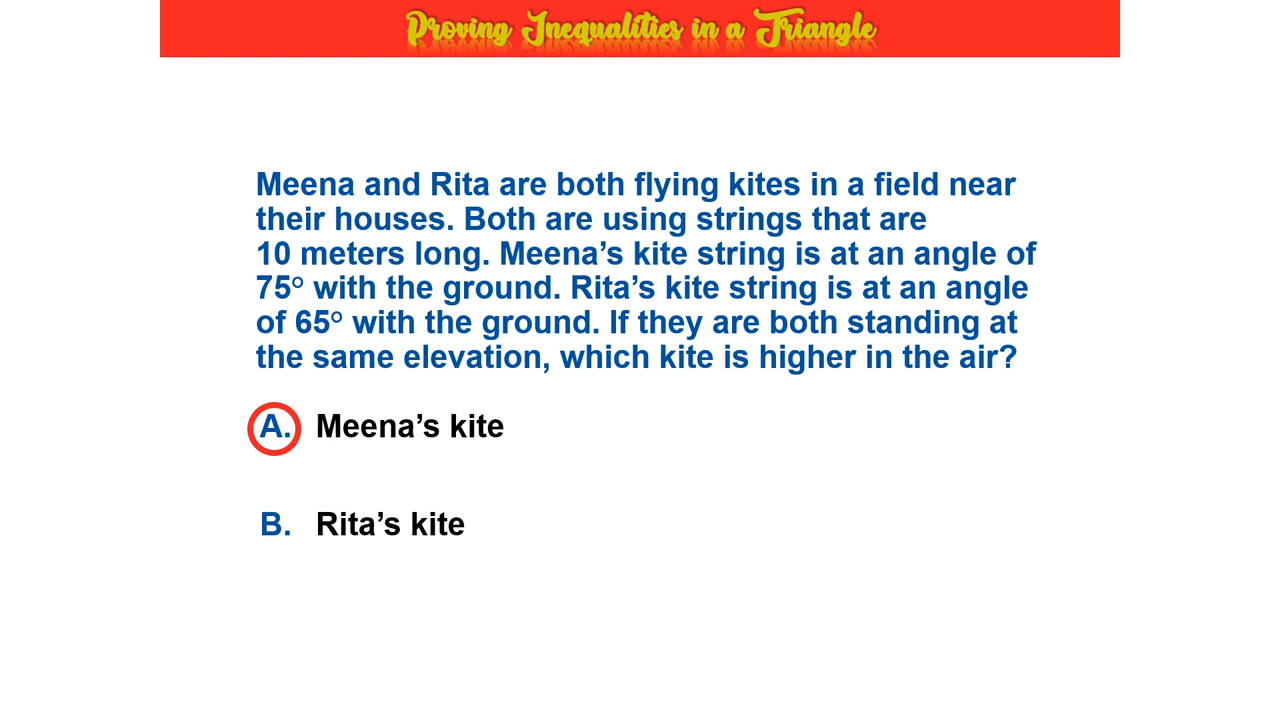 Proving Inequalities in a Triangle
Meena and Rita are both flying kites in a field near
their houses. Both are using strings that are
10 meters long. Meena’s kite string is at an angle of
75° with the ground. Rita’s kite string is at an angle
of 65° with the ground. If they are both standing at
the same elevation, which kite is higher in the air?
A. Meena’s kite
B. Rita’s kite